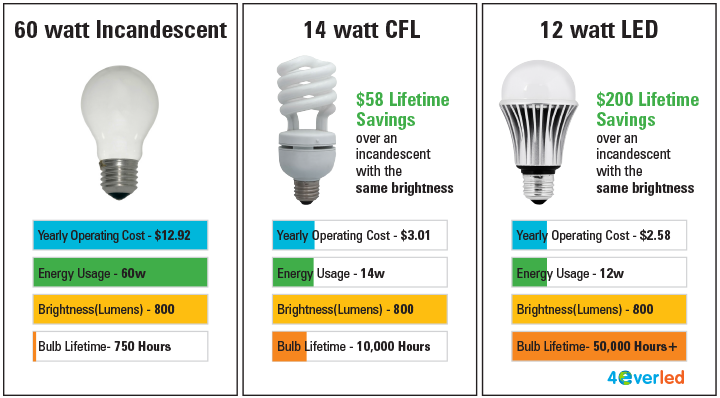 60 watt Incandescent
Yearly Operating Cost - $12.92
Energy Usage - 60w
Brightness(Lumens) - 800
Bulb Lifetime- 750 Hours
14 watt CFL
$58 Lifetime
Savings
over an
incandescent
with the
same brightness
Yearly Operating Cost - $3.01
Energy Usage - 14w
Brightness(Lumens) - 800
Bulb Lifetime - 10,000 Hours
12 watt LED
$200 Lifetime
Savings
over an
incandescent
with the
same brightness
Yearly Operating Cost - $2.58
Energy Usage - 12w
Brightness(Lumens) - 800
Bulb Lifetime- 50,000 Hours+
4everled